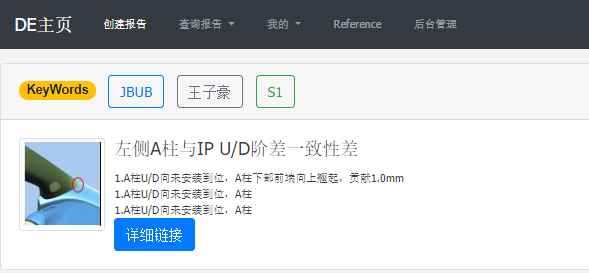 DE主页 创建报告 查询报告 我的 Reference 后台管理
KeyWords JBUB 王子豪 S1
左侧A柱与IP U/D阶差一致性差
1.A柱U/D向未安装到位，A柱下部前端向上翘起，贡献1.0mm
1.A柱U/D向未安装到位，A柱
1.A柱U/D向未安装到位，A柱
详细链接